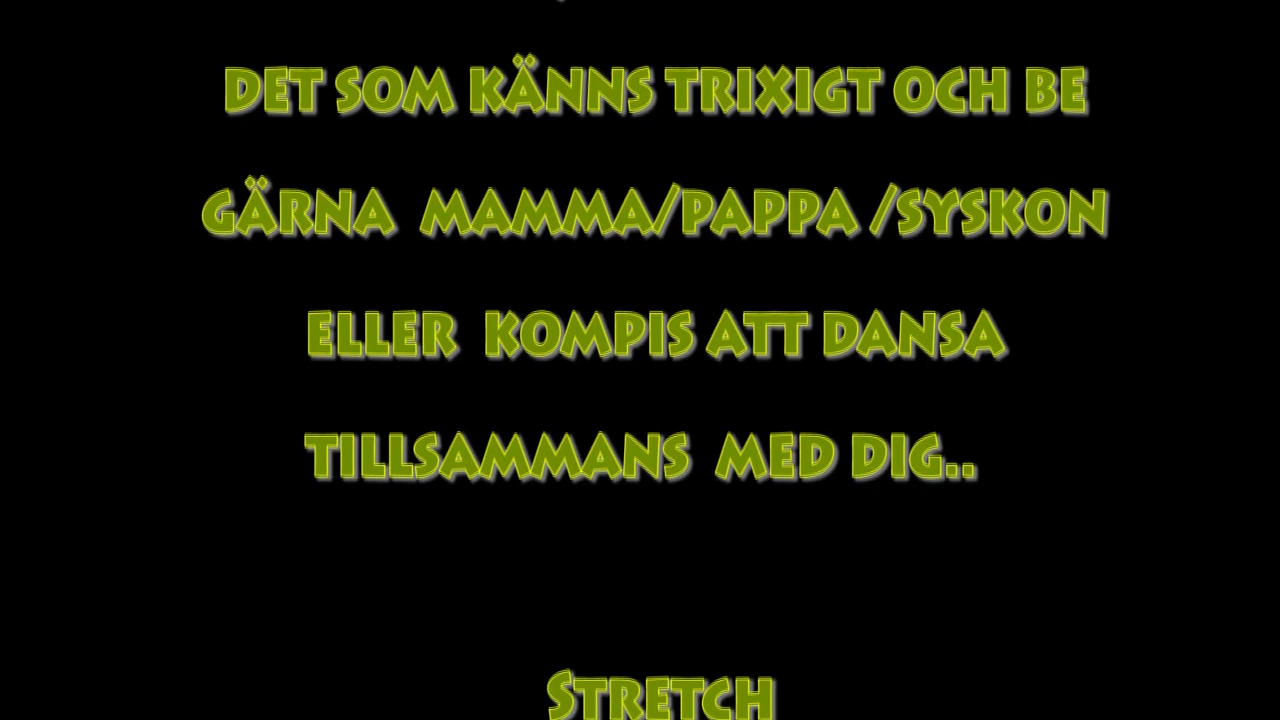 DET SOM KÄNNS TRIXIGT OCH BE
GÄRNA MAMMA/PAPPA /SYSKON
ELLER KOMPIS ATT DANSA
TILLSAMMANS MED DIG..
STRETCH